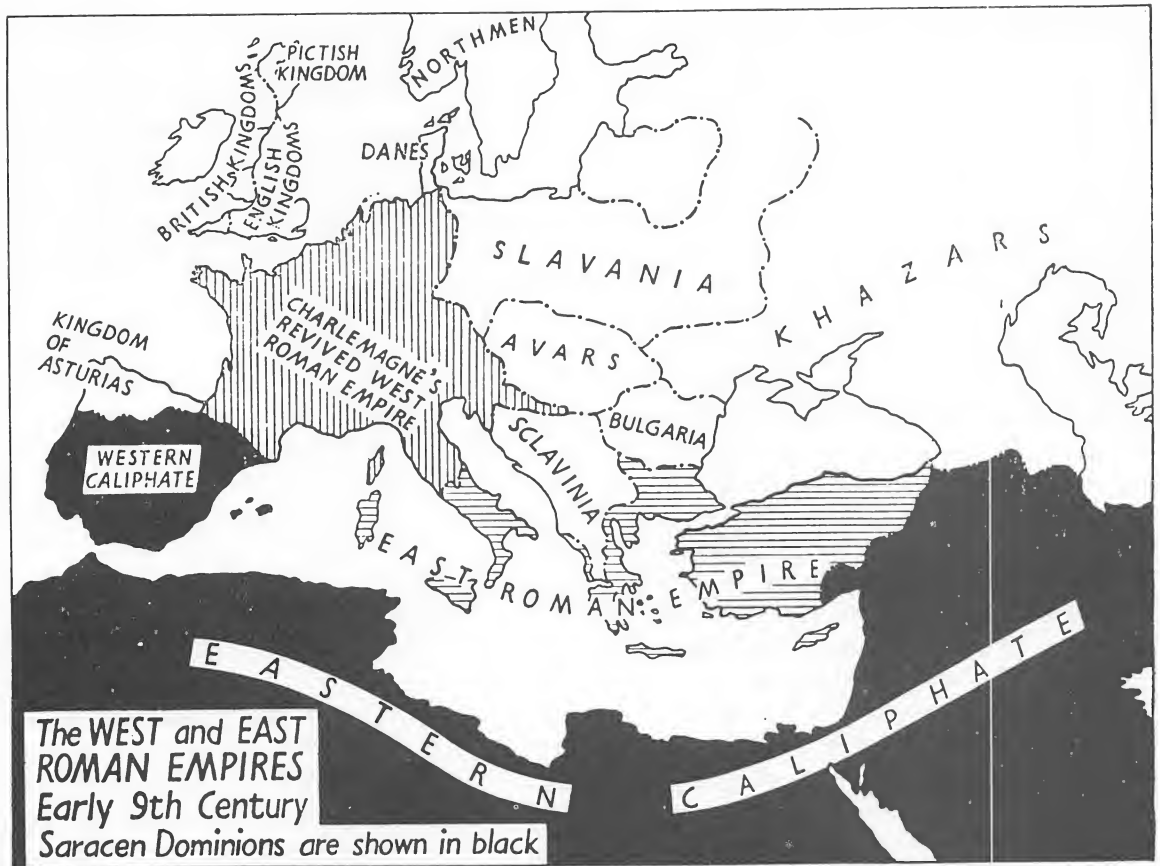 PICTISH
KINGDOM
NORTHMEN
DANES
BRITISH KINGDOMS
ENGLISH
KINGDOMS
SLAVANIA
KHAZARS
KINGDOM
OF
ASTURIAS
CHARLEMAGNE'S
REVIVED WEST
ROMAN EMPIRE
AVARS
BULGARIA
SCLAVINIA
WESTERN
CALIPHATE
EAST ROMAN EMPIRE
EASTERN CALIPHATE
The WEST and EAST
ROMAN EMPIRES
Early 9th Century
Saracen Dominions are shown in black